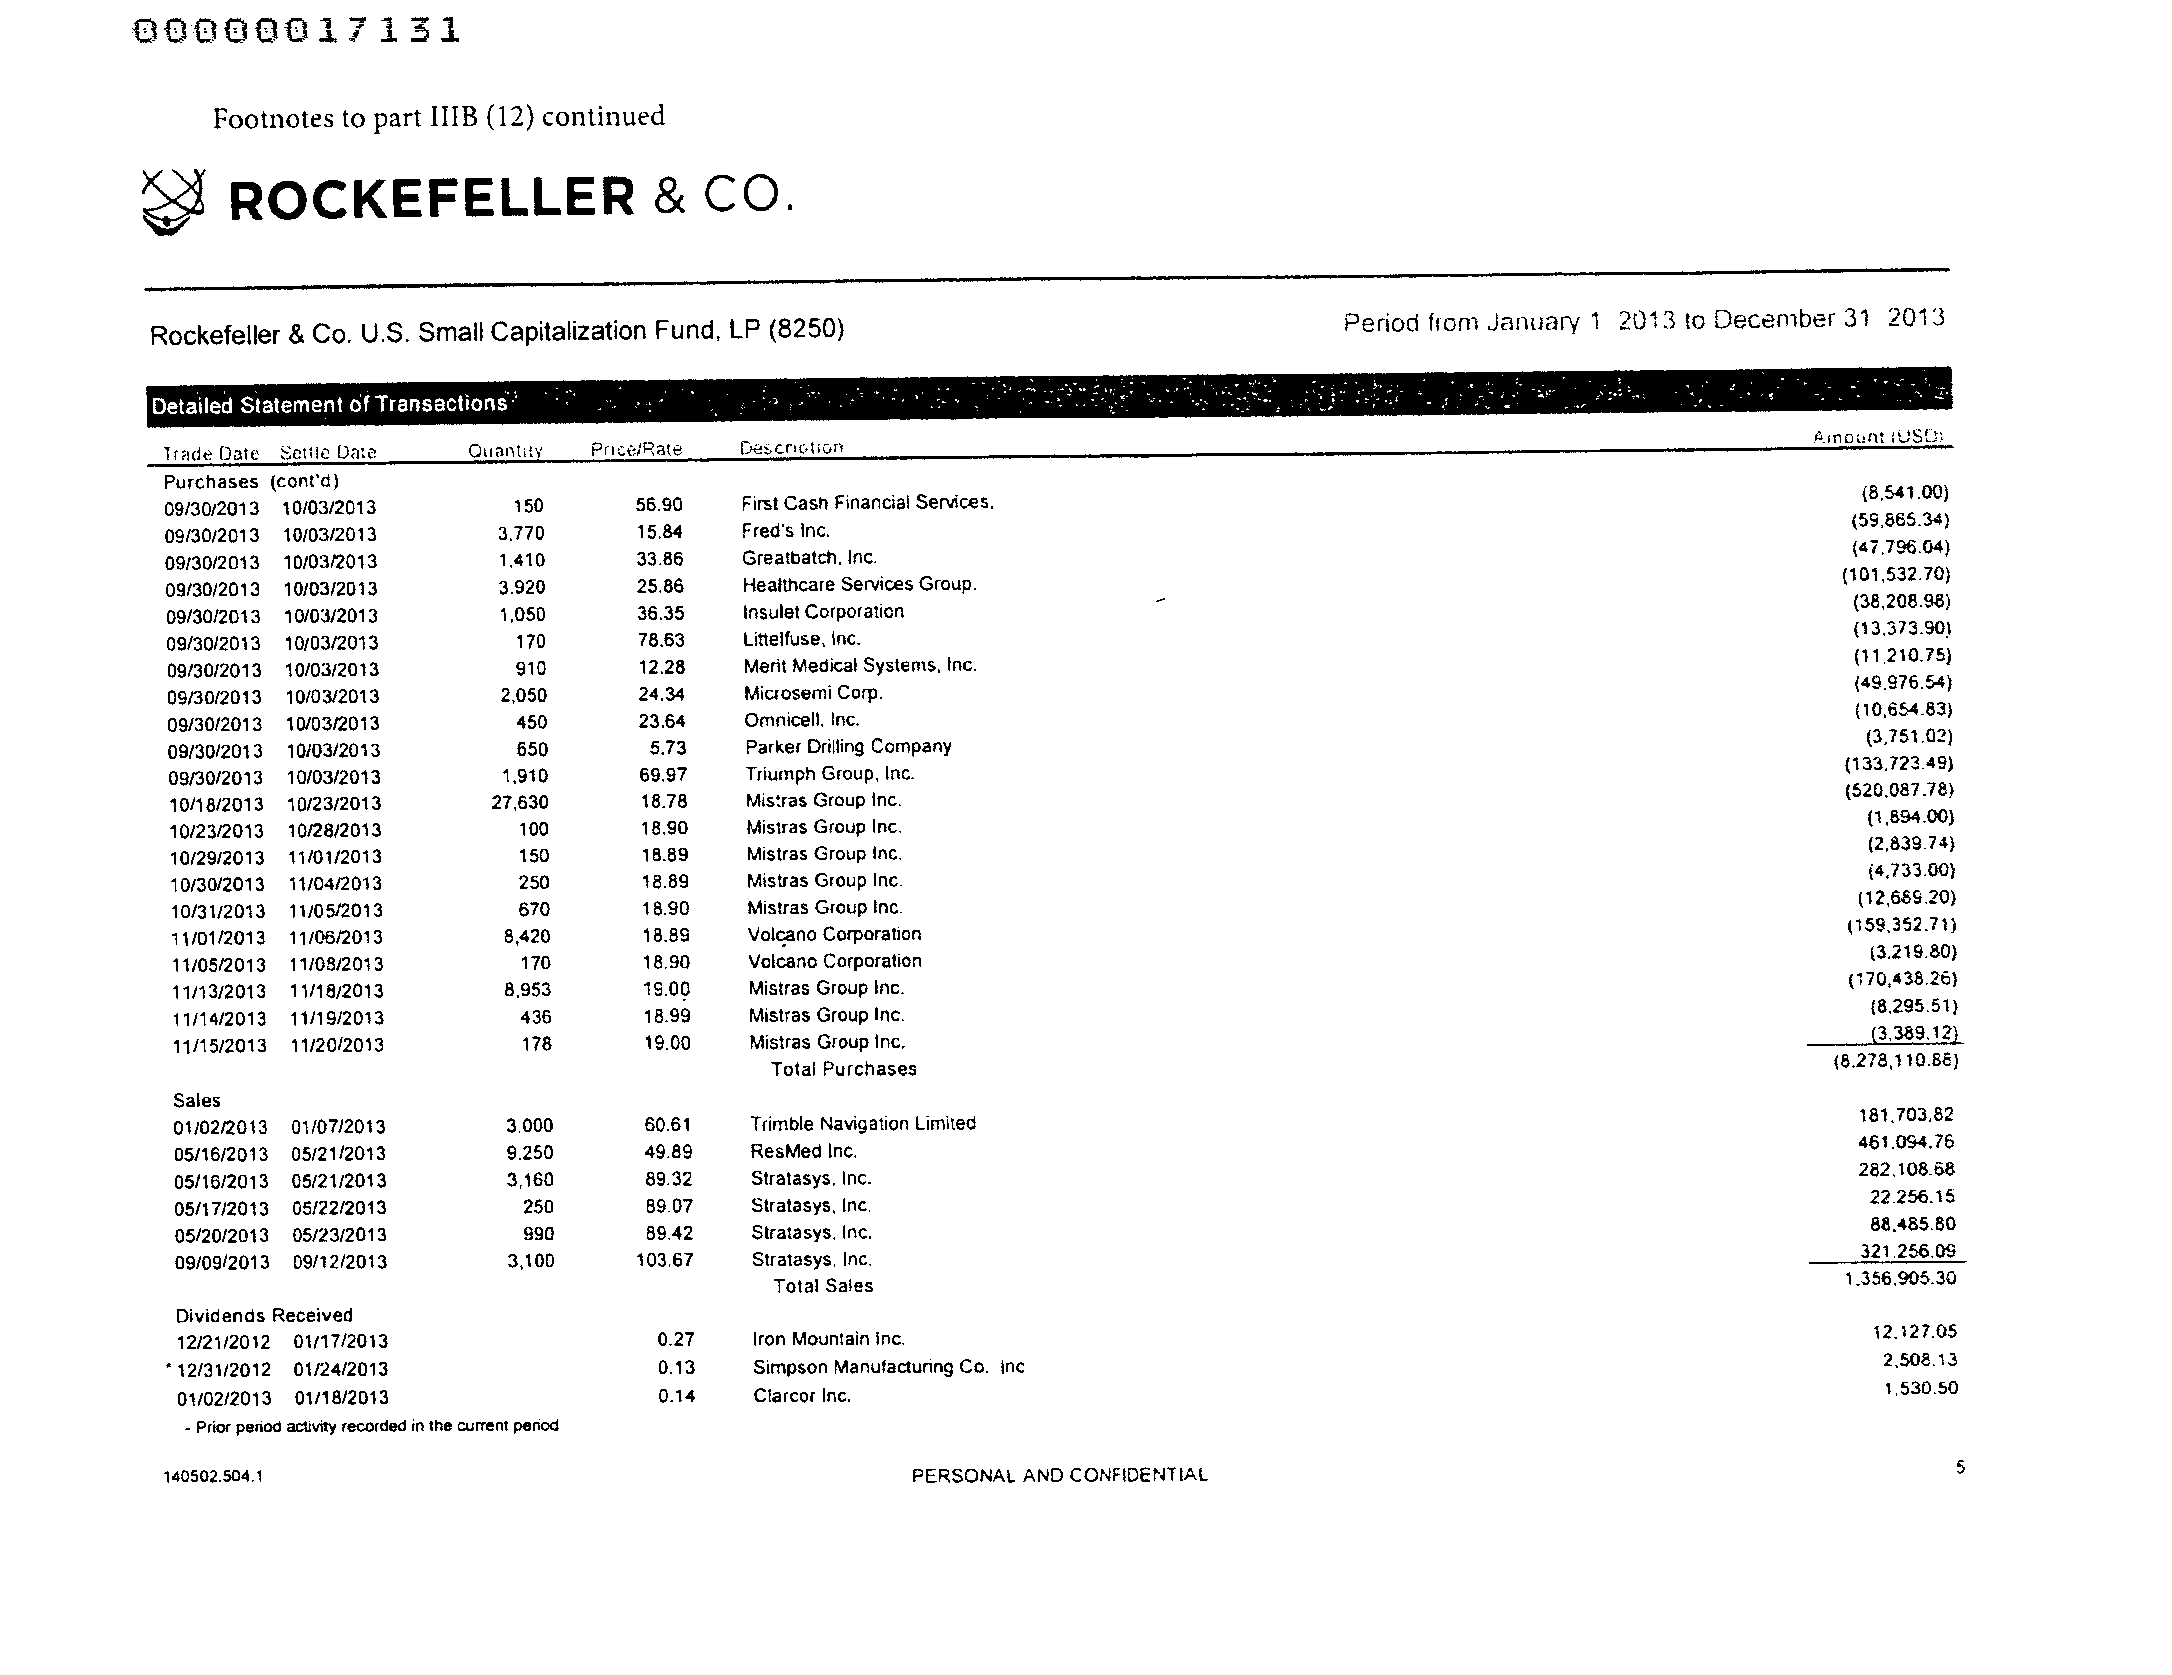 00000017131
Footnotes to part IIIB (12) continued
ROCKEFELLER & CO.
Rockefeller & Co. U.S. Small Capitalization Fund, LP (8250) Period from January 1 2013 to December 31 2013
Detailed Statement of Transactions
Trade Date Settle Date Quantity Price/Rate Description Amount (USD)
Purchases (cont'd)
09/30/2013 10/03/2013 150 56.90 First Cash Financial Services, (8,541.00)
09/30/2013 10/03/2013 3,770 15.84 Fred's Inc. (59,865.34)
09/30/2013 10/03/2013 1,410 33.86 Greatbatch, Inc. (47,796.04)
09/30/2013 10/03/2013 3,920 25.86 Healthcare Services Group. (101,532.70)
09/30/2013 10/03/2013 1,050 36.35 Insulet Corporation (38,208.98)
09/30/2013 10/03/2013 170 78.63 Littelfuse, Inc. (13,373.90)
09/30/2013 10/03/2013 910 12.28 Merit Medical Systems, Inc. (11,210.75)
09/30/2013 10/03/2013 2,050 24.34 Microsemi Corp. (49,976.54)
09/30/2013 10/03/2013 450 23.64 Omnicell, Inc. (10,654.83)
09/30/2013 10/03/2013 650 5.73 Parker Drilling Company (3,751.02)
09/30/2013 10/03/2013 1,910 69.97 Triumph Group, Inc. (133,723.49)
10/18/2013 10/23/2013 27,630 18.78 Mistras Group Inc. (520,087.78)
10/23/2013 10/28/2013 100 18.90 Mistras Group Inc. (1,894.00)
10/29/2013 11/01/2013 150 18.89 Mistras Group Inc. (2,839.74)
10/30/2013 11/04/2013 250 18.89 Mistras Group Inc. (4,733.00)
10/31/2013 11/05/2013 670 18.90 Mistras Group Inc. (12,689.20)
11/01/2013 11/06/2013 8,420 18.89 Volcano Corporation (159,352.71)
11/05/2013 11/08/2013 170 18.90 Volcano Corporation (3,219.80)
11/13/2013 11/18/2013 8,953 19.00 Mistras Group Inc. (170,438.26)
11/14/2013 11/19/2013 436 18.99 Mistras Group Inc. (8,295.51)
11/15/2013 11/20/2013 178 19.00 Mistras Group Inc. (3,389.12)
Total Purchases (8,278,110.88)
Sales
01/02/2013 01/07/2013 3,000 60.61 Trimble Navigation Limited 181,703.82
05/16/2013 05/21/2013 9,250 49.89 ResMed Inc. 461,094.76
05/16/2013 05/21/2013 3,160 89.32 Stratasys, Inc. 282,108.68
05/17/2013 05/22/2013 250 89.07 Stratasys, Inc. 22,256.15
05/20/2013 05/23/2013 990 89.42 Stratasys, Inc. 88,485.80
09/09/2013 09/12/2013 3,100 103.67 Stratasys, Inc. 321,256.09
Total Sales 1,356,905.30
Dividends Received
12/21/2012 01/17/2013 0.27 Iron Mountain Inc. 12,127.05
* 12/31/2012 01/24/2013 0.13 Simpson Manufacturing Co. Inc 2,508.13
01/02/2013 01/18/2013 0.14 Clarcor Inc. 1,530.50
- Prior period activity recorded in the current period
140502.504.1 PERSONAL AND CONFIDENTIAL 5